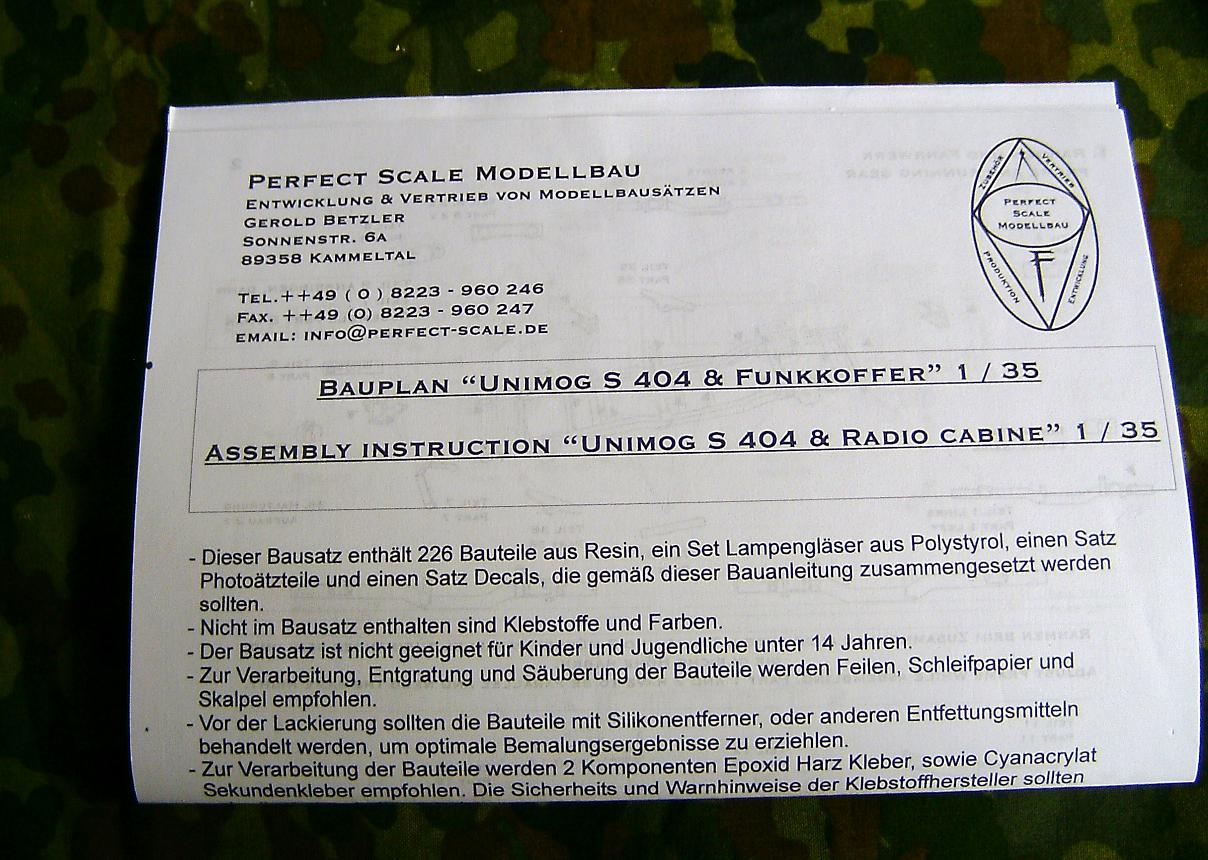 Perfect Scale Modellbau
Entwicklung & Vertrieb von Modellbausätzen
Gerold Betzler
Sonnenstr. 6a
89358 Kammeltal
Tel.++49 ( 0 ) 8223 - 960 246
Fax. ++49 (0) 8223 - 960 247
email: info@perfect-scale.de
Zubehör
Vertrieb
Perfect
Scale
Modellbau
Produktion
Entwicklung
Bauplan “Unimog S 404 & Funkkoffer” 1 / 35
Assembly instruction “Unimog S 404 & Radio cabine” 1 / 35
- Dieser Bausatz enthält 226 Bauteile aus Resin, ein Set Lampengläser aus Polystyrol, einen Satz
Photoätzteile und einen Satz Decals, die gemäß dieser Bauanleitung zusammengesetzt werden
sollten.
- Nicht im Bausatz enthalten sind Klebstoffe und Farben.
- Der Bausatz ist nicht geeignet für Kinder und Jugendliche unter 14 Jahren.
- Zur Verarbeitung, Entgratung und Säuberung der Bauteile werden Feilen, Schleifpapier und
Skalpel empfohlen.
- Vor der Lackierung sollten die Bauteile mit Silikonentferner, oder anderen Entfettungsmitteln
behandelt werden, um optimale Bemalungsergebnisse zu erziehlen.
- Zur Verarbeitung der Bauteile werden 2 Komponenten Epoxid Harz Kleber, sowie Cyanacrylat
Sekundenkleber empfohlen. Die Sicherheits und Warnhinweise der Klebstoffhersteller sollten